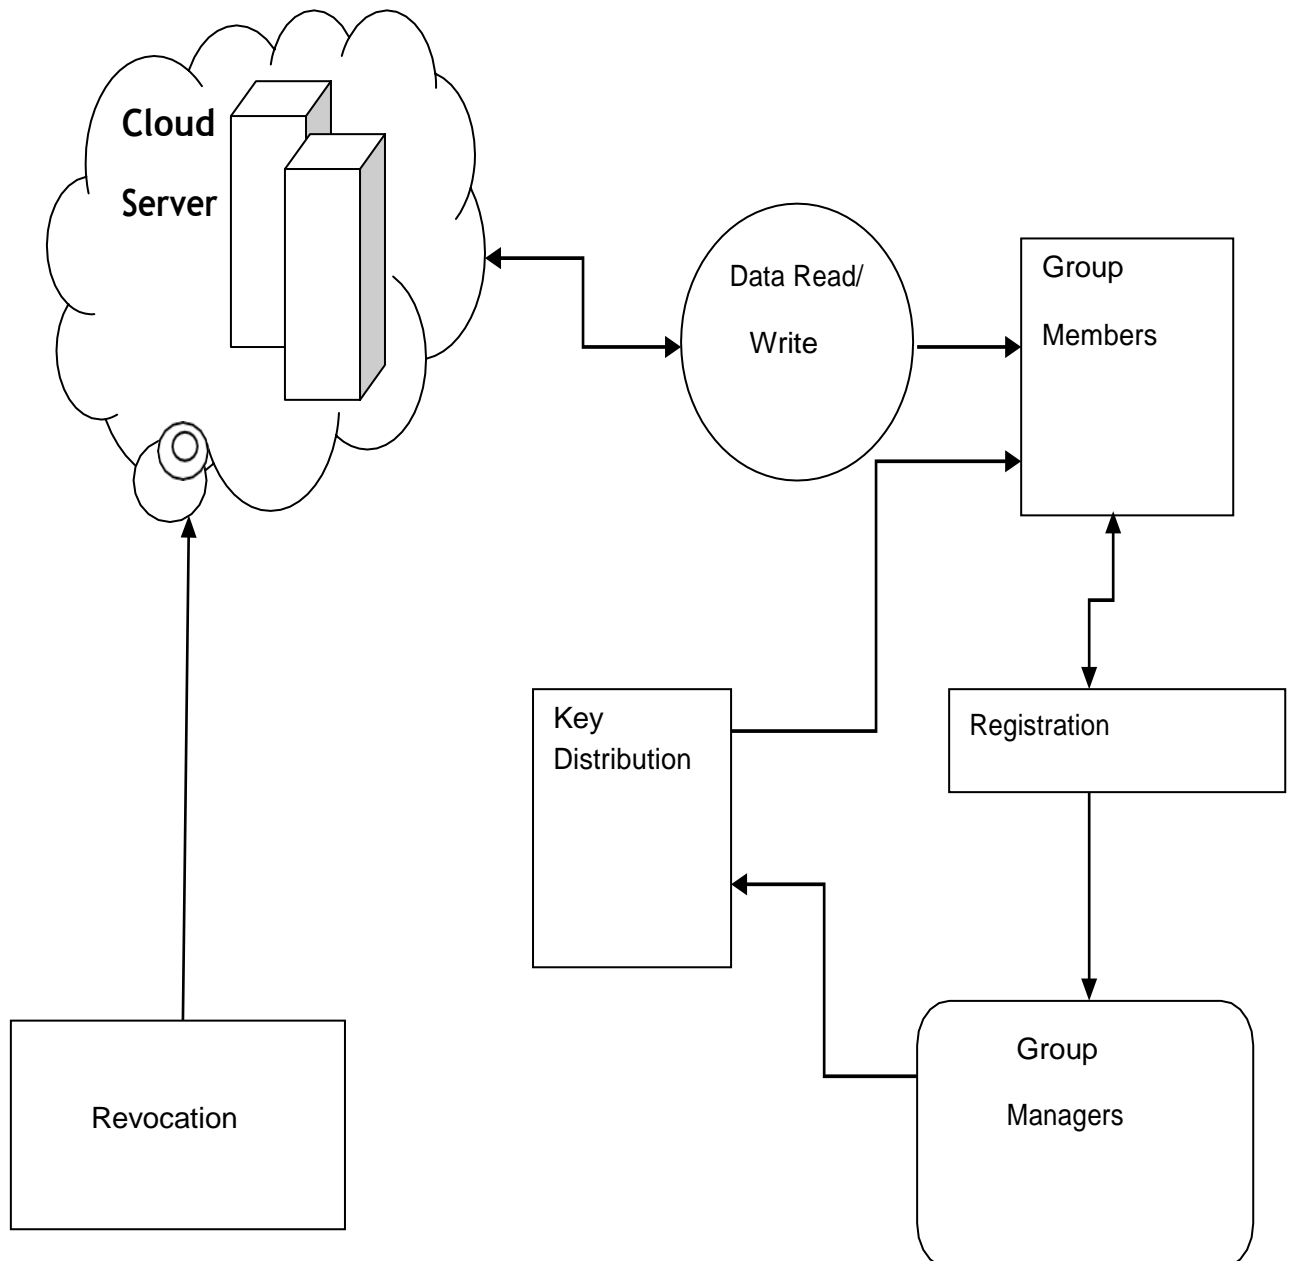 Cloud
Server
Data Read/
Write
Group
Members
Key
Distribution
Registration
Group
Managers
Revocation